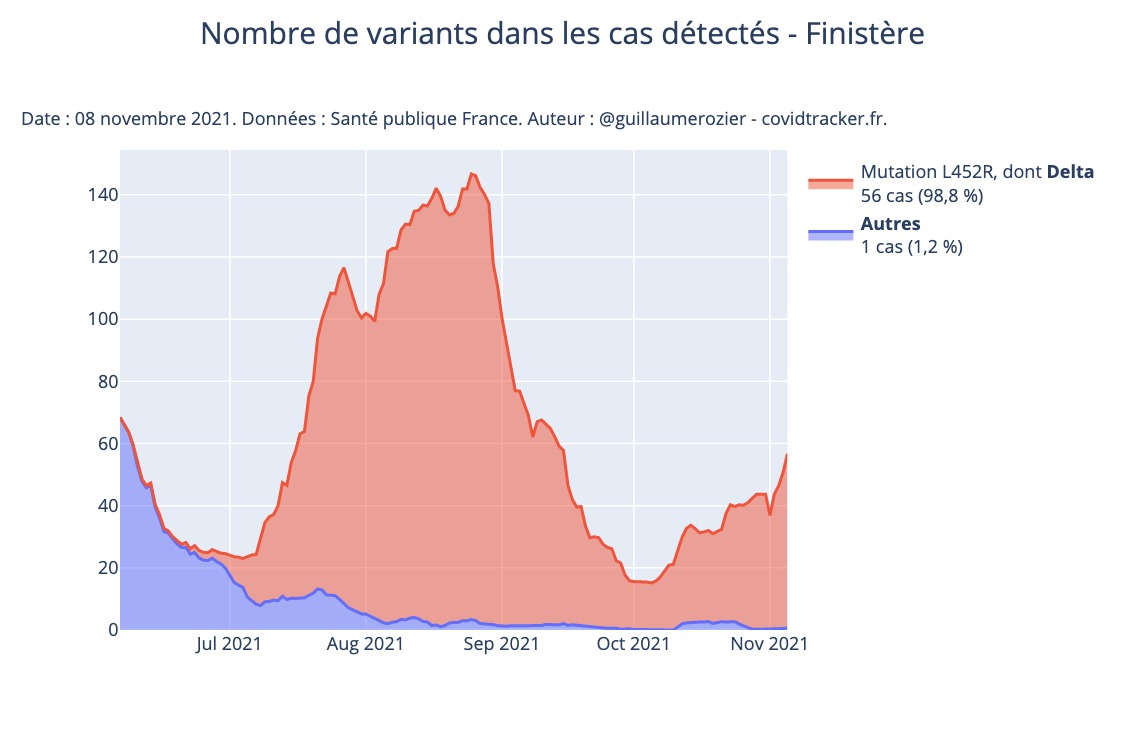 Nombre de variants dans les cas détectés - Finistère
Date : 08 novembre 2021. Données : Santé publique France. Auteur : @guillaumerozier - covidtracker.fr.
Mutation L452R, dont Delta
56 cas (98,8 %)
Autres
1 cas (1,2 %)
140
120
100
80
60
40
20
0
Jul 2021 Aug 2021 Sep 2021 Oct 2021 Nov 2021